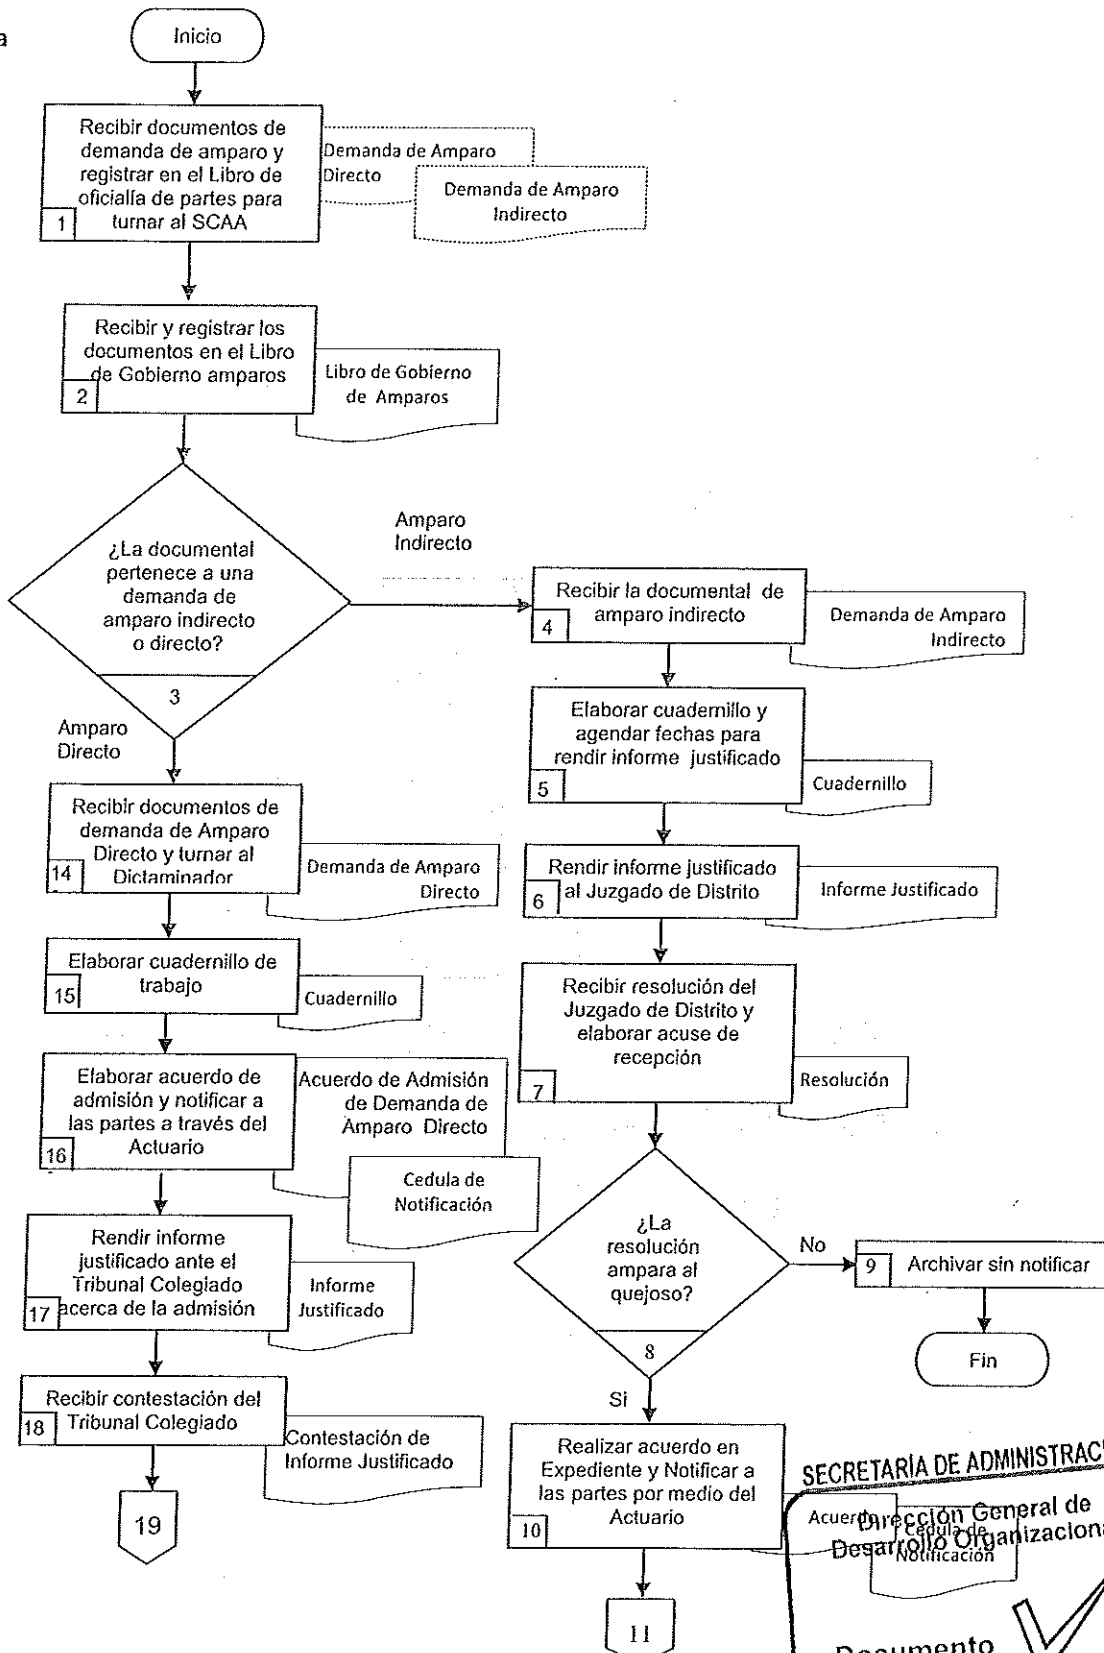 a
Inicio
Recibir documentos de
demanda de amparo y
registrar en el Libro de
oficialía de partes para
turnar al SCAA
1
Demanda de Amparo
Directo
Demanda de Amparo
Indirecto
Recibir y registrar los
documentos en el Libro
de Gobierno amparos
2
Libro de Gobierno
de Amparos
¿La documental
pertenece a una
demanda de
amparo indirecto
o directo?
3
Amparo
Indirecto
Recibir la documental de
amparo indirecto
4
Demanda de Amparo
Indirecto
Elaborar cuadernillo y
agendar fechas para
rendir informe justificado
5
Cuadernillo
Rendir informe justificado
al Juzgado de Distrito
6
Informe Justificado
Recibir resolución del
Juzgado de Distrito y
elaborar acuse de
recepción
7
Resolución
¿La
resolución
ampara al
quejoso?
8
No
9
Archivar sin notificar
Fin
Si
Realizar acuerdo en
Expediente y Notificar a
las partes por medio del
Actuario
10
Acuerdo
Cedula de
Notificación
11
Amparo
Directo
Recibir documentos de
demanda de Amparo
Directo y turnar al
Dictaminador
14
Demanda de Amparo
Directo
Elaborar cuadernillo de
trabajo
15
Cuadernillo
Elaborar acuerdo de
admisión y notificar a
las partes a través del
Actuario
16
Acuerdo de Admisión
de Demanda de
Amparo Directo
Cedula de
Notificación
Rendir informe
justificado ante el
Tribunal Colegiado
acerca de la admisión
17
Informe
Justificado
Recibir contestación del
Tribunal Colegiado
18
Contestación de
Informe Justificado
19
SECRETARÍA DE ADMINISTRAC
Dirección General de
Desarrollo Organizaciona
Documento